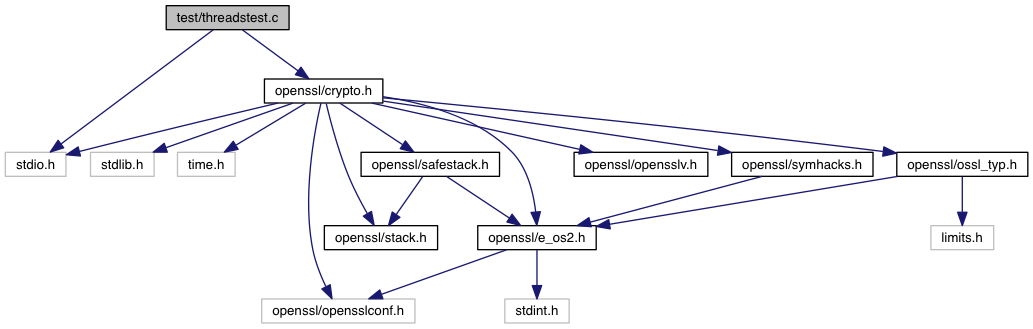 test/threadstest.c
openssl/crypto.h
stdio.h
stdlib.h
time.h
openssl/safestack.h
openssl/opensslv.h
openssl/symhacks.h
openssl/ossl_typ.h
openssl/stack.h
openssl/e_os2.h
limits.h
openssl/opensslconf.h
stdint.h